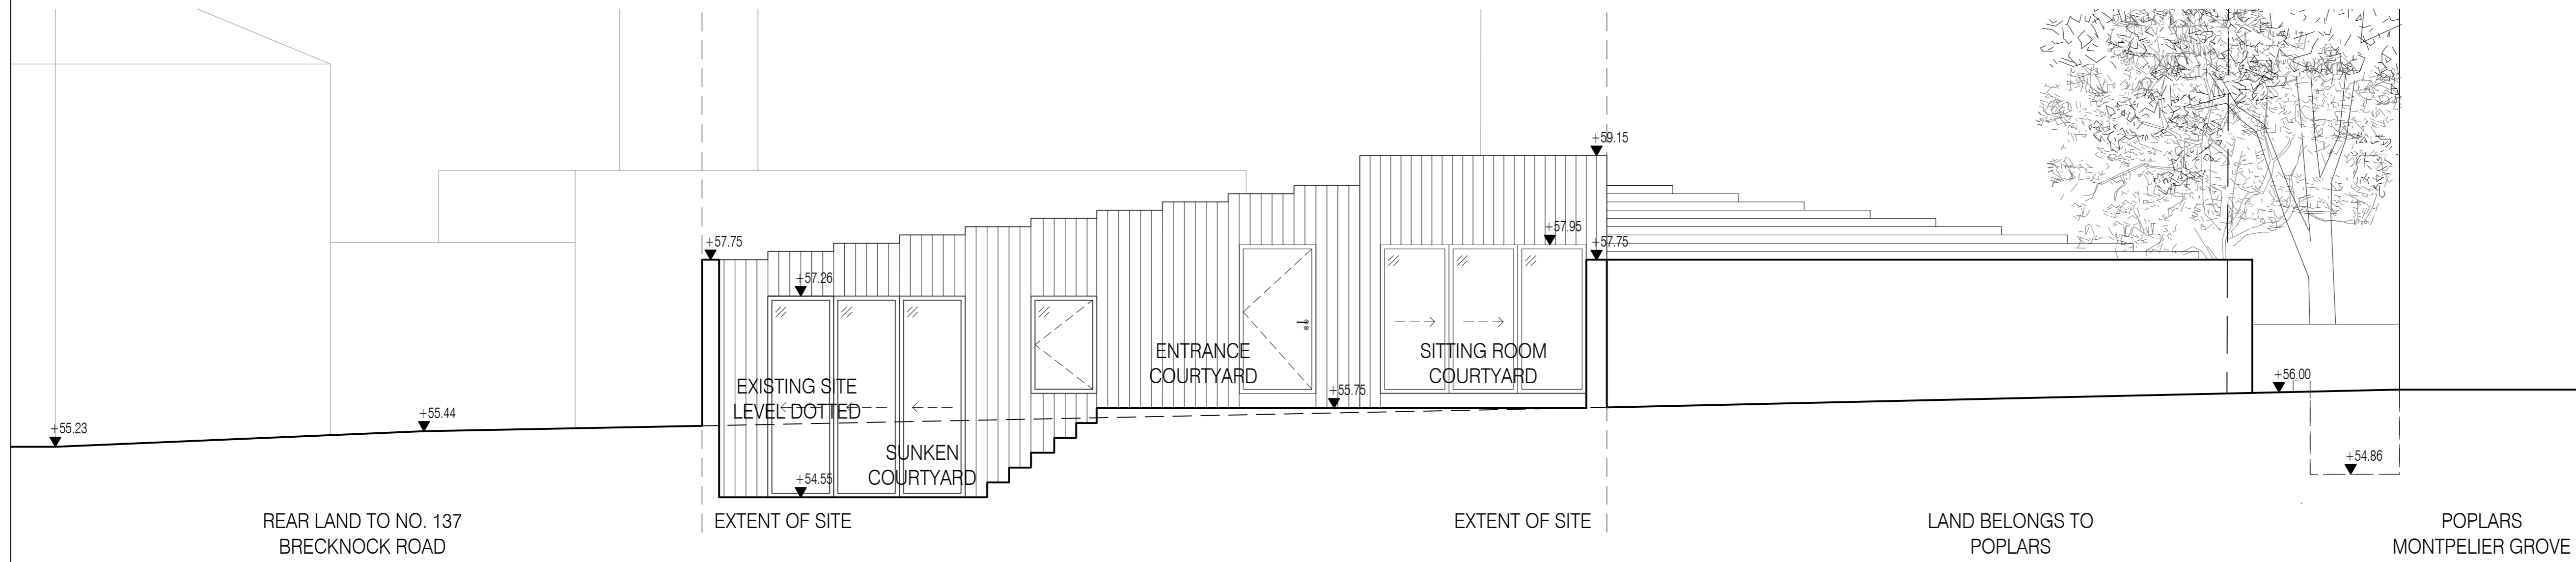 +59.15
+57.75
+57.95
+57.75
+57.26
ENTRANCE
COURTYARD
SITTING ROOM
COURTYARD
EXISTING SITE
LEVEL DOTTED
+55.75
+56.00
+55.23
+55.44
SUNKEN
COURTYARD
+54.55
+54.86
REAR LAND TO NO. 137
BRECKNOCK ROAD
EXTENT OF SITE
EXTENT OF SITE
LAND BELONGS TO
POPLARS
POPLARS
MONTPELIER GROVE